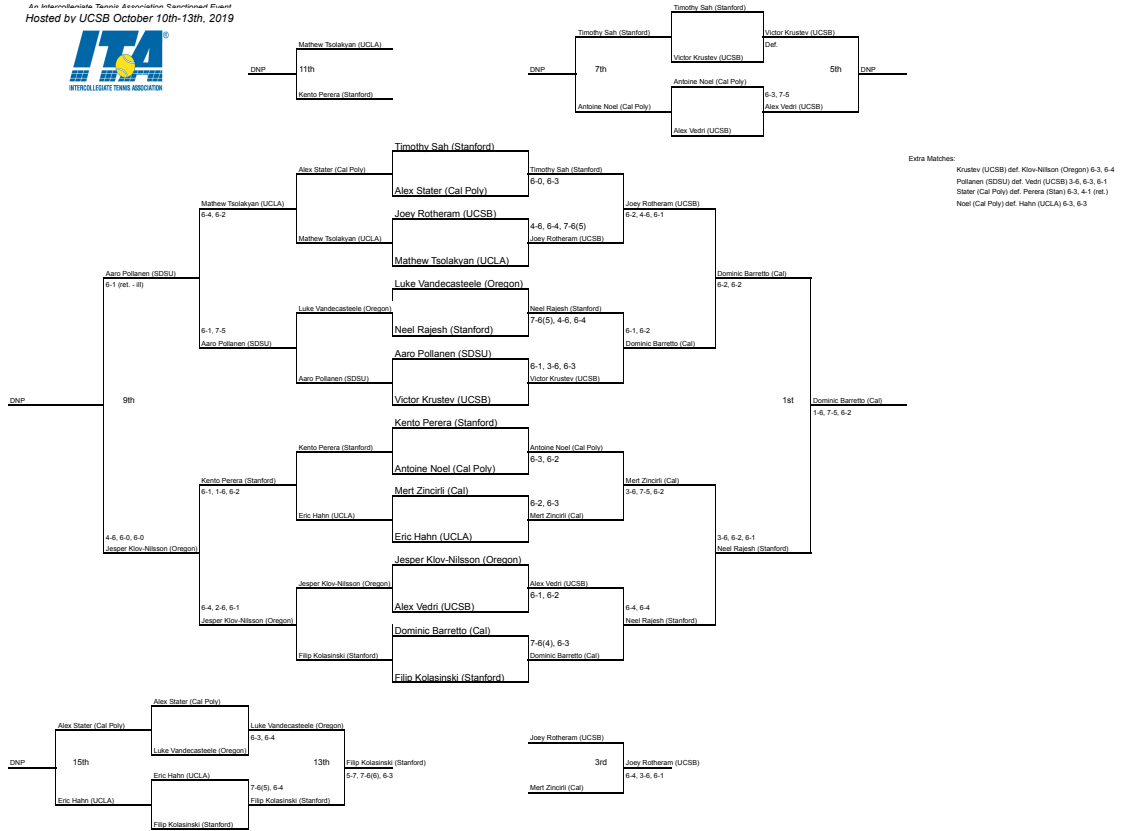 An Intercollegiate Tennis Association Sanctioned Event
Hosted by UCSB October 10th-13th, 2019
ITA®
INTERCOLLEGIATE TENNIS ASSOCIATION
Mathew Tsolakyan (UCLA)
DNP
11th
Kento Perera (Stanford)
Timothy Sah (Stanford)
Timothy Sah (Stanford)
Victor Krustev (UCSB)
Def.
Victor Krustev (UCSB)
DNP
7th
5th
DNP
Antoine Noel (Cal Poly)
6-3, 7-5
Antoine Noel (Cal Poly)
Alex Vedri (UCSB)
Alex Vedri (UCSB)
Extra Matches:
Krustev (UCSB) def. Klov-Nillson (Oregon) 6-3, 6-4
Pollanen (SDSU) def. Vedri (UCSB) 3-6, 6-3, 6-1
Stater (Cal Poly) def. Perera (Stan) 6-3, 4-1 (ret.)
Noel (Cal Poly) def. Hahn (UCLA) 6-3, 6-3
Timothy Sah (Stanford)
Alex Stater (Cal Poly)
Timothy Sah (Stanford)
6-0, 6-3
Alex Stater (Cal Poly)
Mathew Tsolakyan (UCLA)
6-4, 6-2
Joey Rotheram (UCSB)
6-2, 4-6, 6-1
Joey Rotheram (UCSB)
4-6, 6-4, 7-6(5)
Mathew Tsolakyan (UCLA)
Joey Rotheram (UCSB)
Mathew Tsolakyan (UCLA)
Aaro Pollanen (SDSU)
6-1 (ret. - ill)
Dominic Barretto (Cal)
6-2, 6-2
Luke Vandecasteele (Oregon)
Luke Vandecasteele (Oregon)
Neel Rajesh (Stanford)
7-6(5), 4-6, 6-4
Neel Rajesh (Stanford)
6-1, 7-5
Aaro Pollanen (SDSU)
6-1, 6-2
Dominic Barretto (Cal)
Aaro Pollanen (SDSU)
6-1, 3-6, 6-3
Aaro Pollanen (SDSU)
Victor Krustev (UCSB)
Victor Krustev (UCSB)
DNP
9th
1st
Dominic Barretto (Cal)
1-6, 7-5, 6-2
Kento Perera (Stanford)
Kento Perera (Stanford)
Antoine Noel (Cal Poly)
6-3, 6-2
Antoine Noel (Cal Poly)
Kento Perera (Stanford)
6-1, 1-6, 6-2
Mert Zincirli (Cal)
3-6, 7-5, 6-2
Mert Zincirli (Cal)
6-2, 6-3
Eric Hahn (UCLA)
Mert Zincirli (Cal)
Eric Hahn (UCLA)
4-6, 6-0, 6-0
Jesper Klov-Nilsson (Oregon)
3-6, 6-2, 6-1
Neel Rajesh (Stanford)
Jesper Klov-Nilsson (Oregon)
Jesper Klov-Nilsson (Oregon)
Alex Vedri (UCSB)
6-1, 6-2
Alex Vedri (UCSB)
6-4, 2-6, 6-1
Jesper Klov-Nilsson (Oregon)
6-4, 6-4
Neel Rajesh (Stanford)
Dominic Barretto (Cal)
7-6(4), 6-3
Filip Kolasinski (Stanford)
Dominic Barretto (Cal)
Filip Kolasinski (Stanford)
Alex Stater (Cal Poly)
Alex Stater (Cal Poly)
Luke Vandecasteele (Oregon)
6-3, 6-4
Luke Vandecasteele (Oregon)
DNP
15th
13th
Filip Kolasinski (Stanford)
5-7, 7-6(6), 6-3
Eric Hahn (UCLA)
7-6(5), 6-4
Eric Hahn (UCLA)
Filip Kolasinski (Stanford)
Filip Kolasinski (Stanford)
Joey Rotheram (UCSB)
3rd
Joey Rotheram (UCSB)
6-4, 3-6, 6-1
Mert Zincirli (Cal)